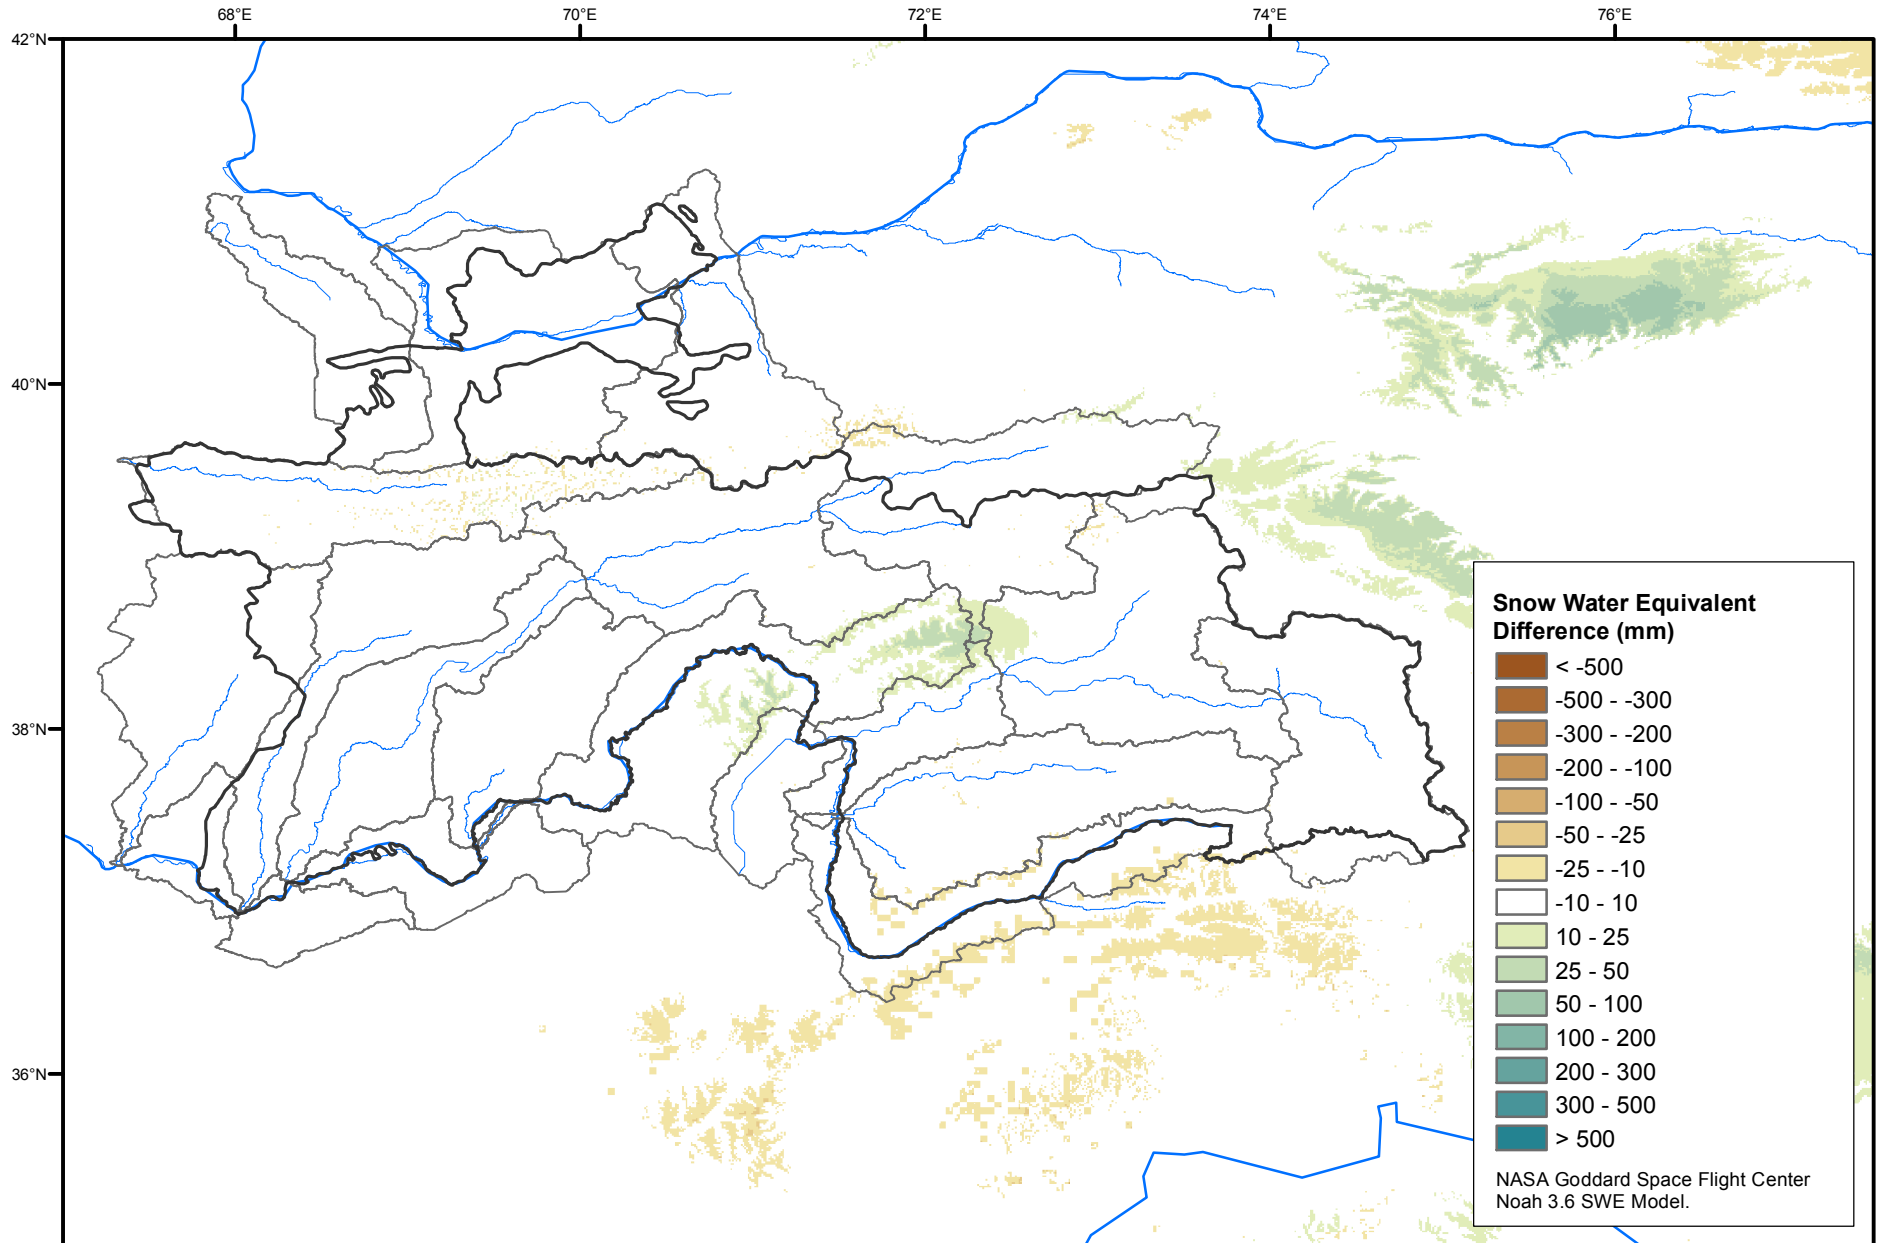 68°E
70°E
72°E
74°E
76°E
42°N
40°N
38°N
36°N
Snow Water Equivalent
Difference (mm)
< -500
-500 - -300
-300 - -200
-200 - -100
-100 - -50
-50 - -25
-25 - -10
-10 - 10
10 - 25
25 - 50
50 - 100
100 - 200
200 - 300
300 - 500
> 500
NASA Goddard Space Flight Center
Noah 3.6 SWE Model.